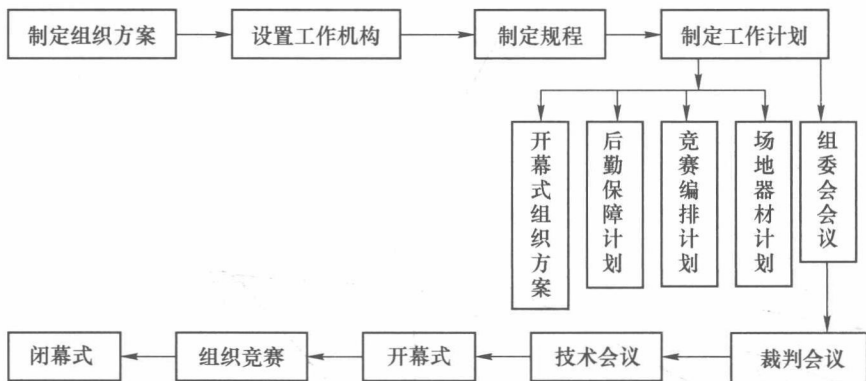 制定组织方案
设置工作机构
制定规程
制定工作计划
开幕式组织方案
后勤保障计划
竞赛编排计划
场地器材计划
组委会会议
裁判会议
技术会议
开幕式
组织竞赛
闭幕式